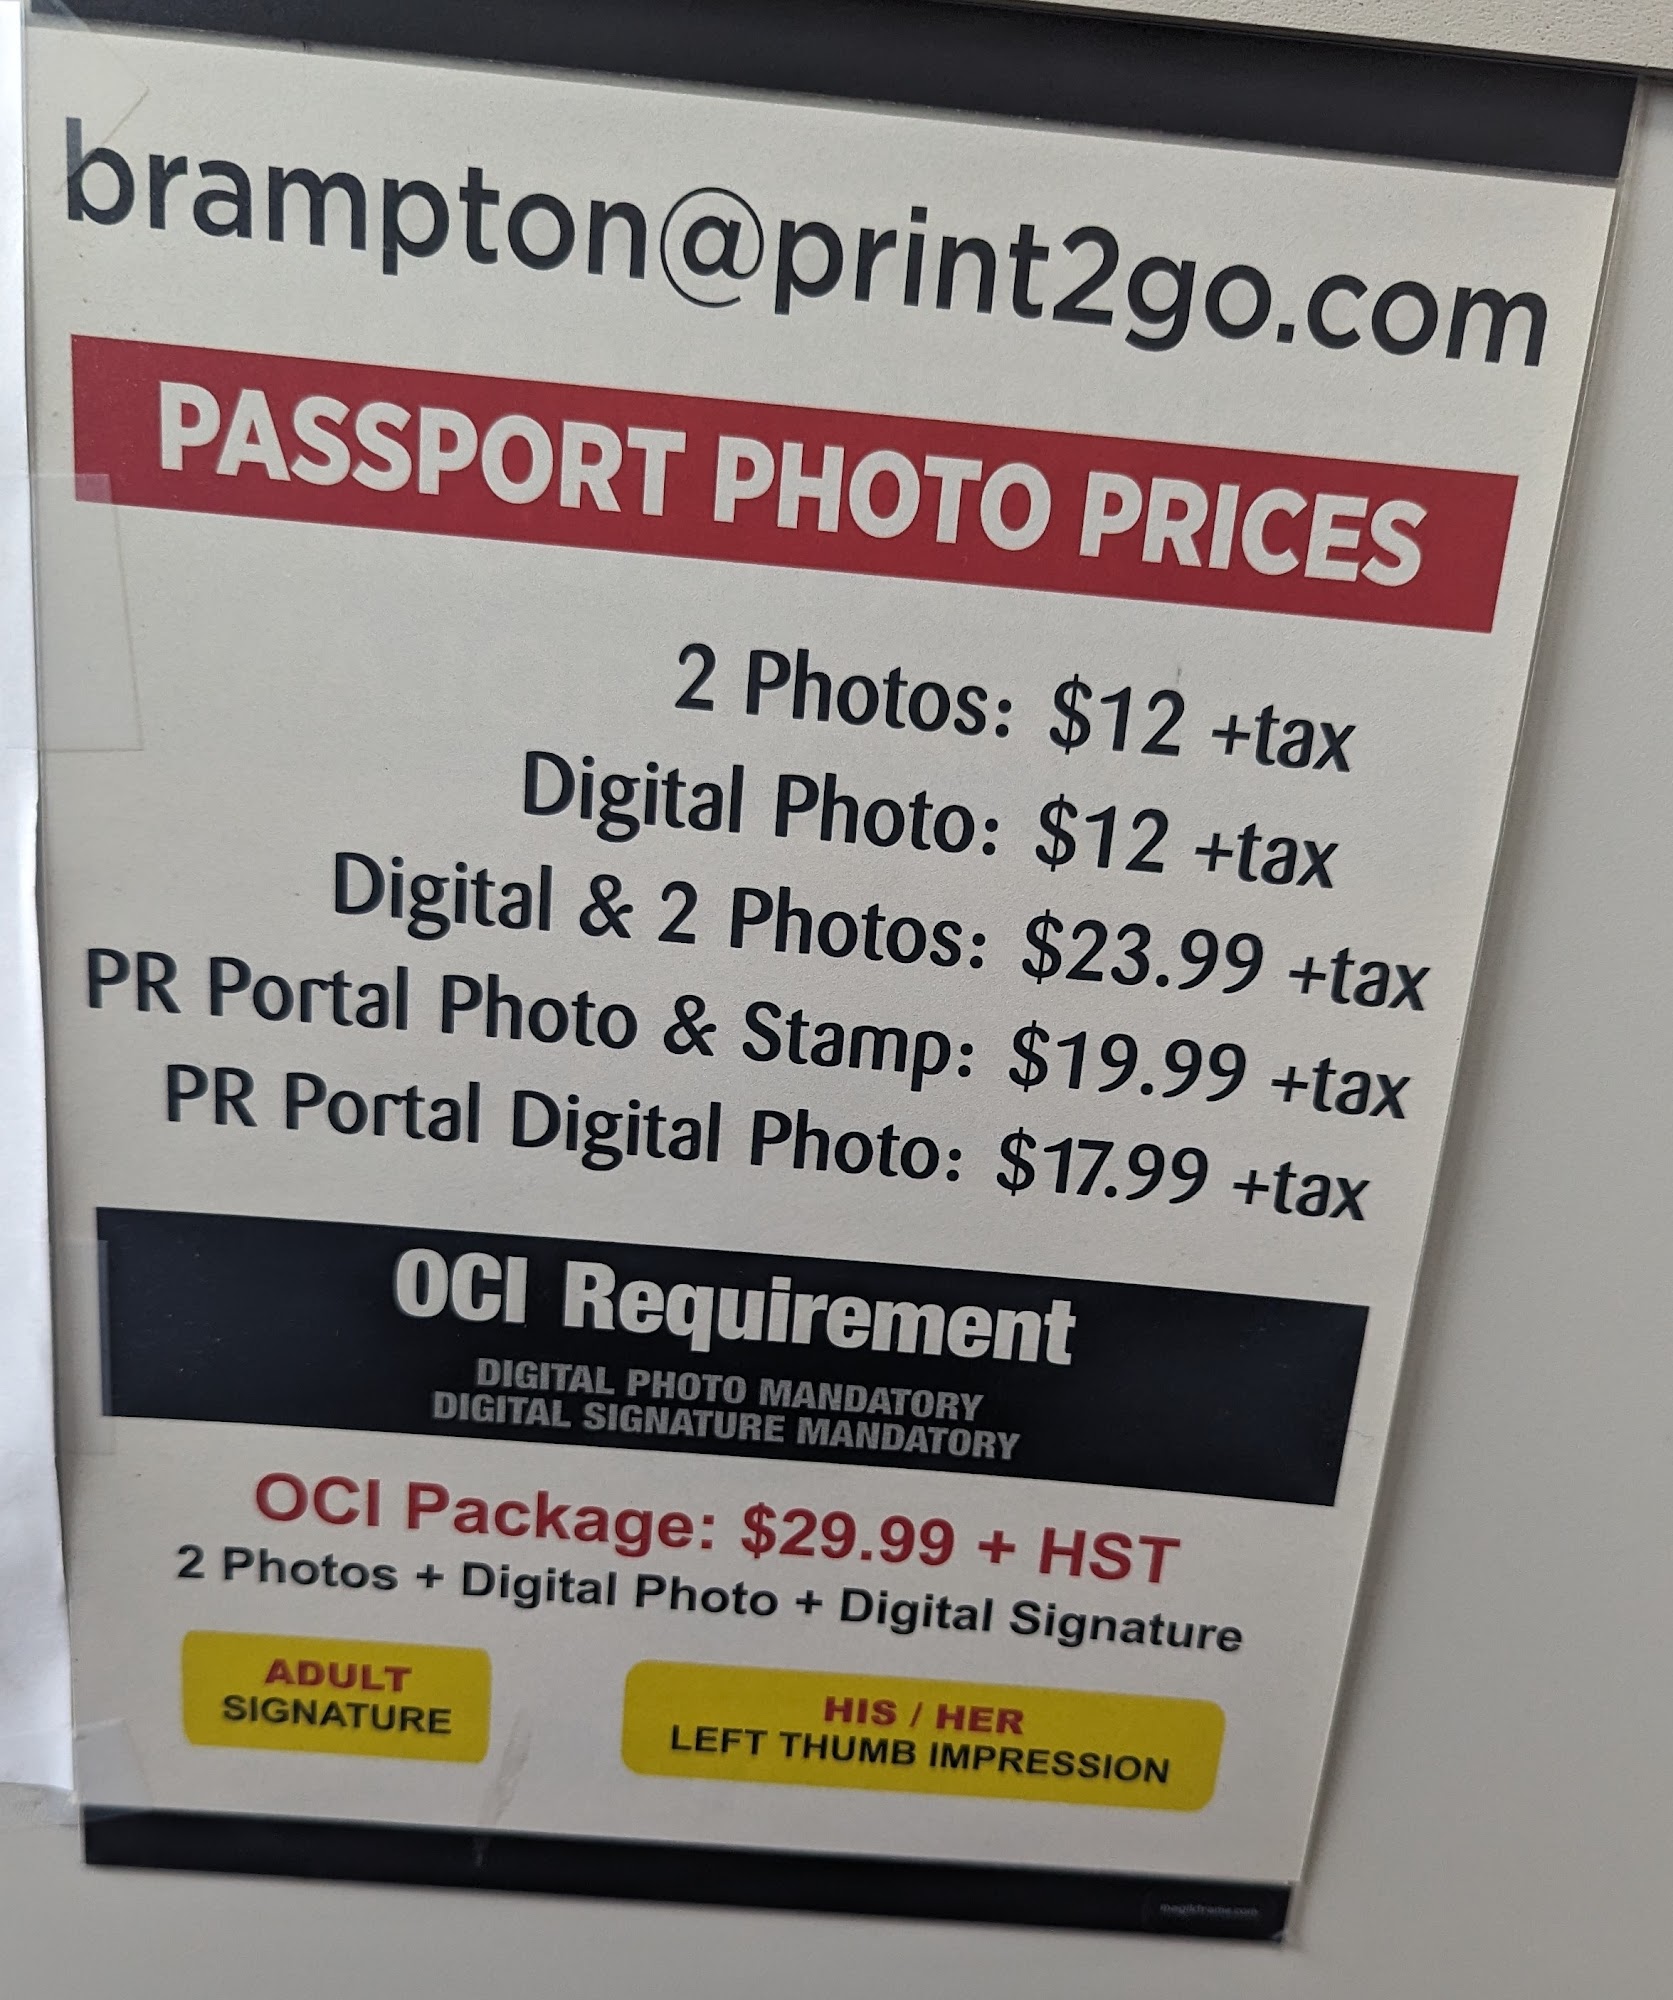 brampton@print2go.com
PASSPORT PHOTO PRICES
2 Photos: $12 +tax
Digital Photo: $12 +tax
Digital & 2 Photos: $23.99 +tax
PR Portal Photo & Stamp: $19.99 +tax
PR Portal Digital Photo: $17.99 +tax
OCI Requirement
DIGITAL PHOTO MANDATORY
DIGITAL SIGNATURE MANDATORY
OCI Package: $29.99 + HST
2 Photos + Digital Photo + Digital Signature
ADULT
SIGNATURE
HIS / HER
LEFT THUMB IMPRESSION